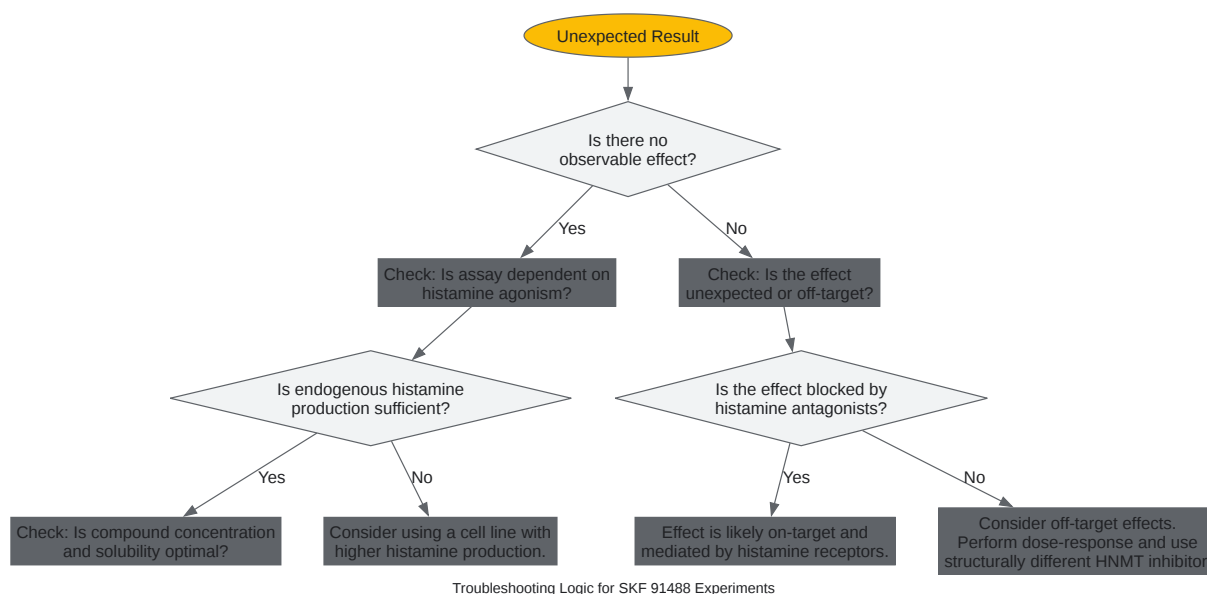 Unexpected Result
Is there no
observable effect?
Yes
No
Check: Is assay dependent on
histamine agonism?
Check: Is the effect
unexpected or off-target?
Is endogenous histamine
production sufficient?
Is the effect blocked by
histamine antagonists?
Yes
No
Yes
No
Check: Is compound concentration
and solubility optimal?
Consider using a cell line with
higher histamine production.
Effect is likely on-target and
mediated by histamine receptors.
Consider off-target effects.
Perform dose-response and use
structurally different HNMT inhibitor
Troubleshooting Logic for SKF 91488 Experiments